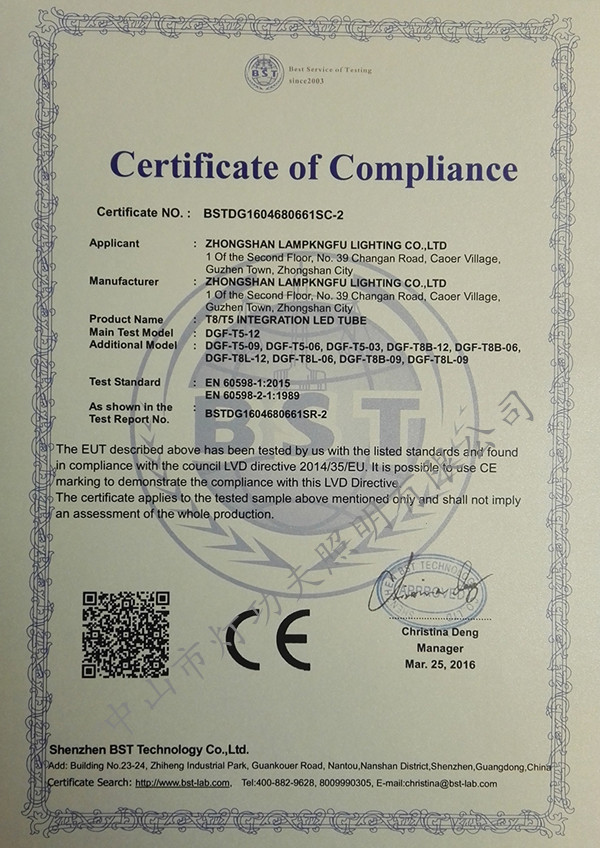 BST
Best Service of Testing
since2003
Certificate of Compliance
Certificate NO. : BSTDG1604680661SC-2
Applicant : ZHONGSHAN LAMPKNGFU LIGHTING CO.,LTD
1 Of the Second Floor, No. 39 Changan Road, Caoer Village,
Guzhen Town, Zhongshan City
Manufacturer : ZHONGSHAN LAMPKNGFU LIGHTING CO.,LTD
1 Of the Second Floor, No. 39 Changan Road, Caoer Village,
Guzhen Town, Zhongshan City
Product Name : T8/T5 INTEGRATION LED TUBE
Main Test Model : DGF-T5-12
Additional Model : DGF-T5-09, DGF-T5-06, DGF-T5-03, DGF-T8B-12, DGF-T8B-06,
DGF-T8L-12, DGF-T8L-06, DGF-T8B-09, DGF-T8L-09
Test Standard : EN 60598-1:2015
EN 60598-2-1:1989
As shown in the
Test Report No. : BSTDG1604680661SR-2
BST
The EUT described above has been tested by us with the listed standards and found
in compliance with the council LVD directive 2014/35/EU. It is possible to use CE
marking to demonstrate the compliance with this LVD Directive.
The certificate applies to the tested sample above mentioned only and shall not imply
an assessment of the whole production.
中山市灯功夫照明有限公司
APPROVED
CE
Christina Deng
Manager
Mar. 25, 2016
Shenzhen BST Technology Co.,Ltd.
Add: Building No.23-24, Zhiheng Industrial Park, Guankouer Road, Nantou,Nanshan District,Shenzhen,Guangdong,China
Certificate Search: http://www.bst-lab.com, Tel:400-882-9628, 8009990305, E-mail:christina@bst-lab.com